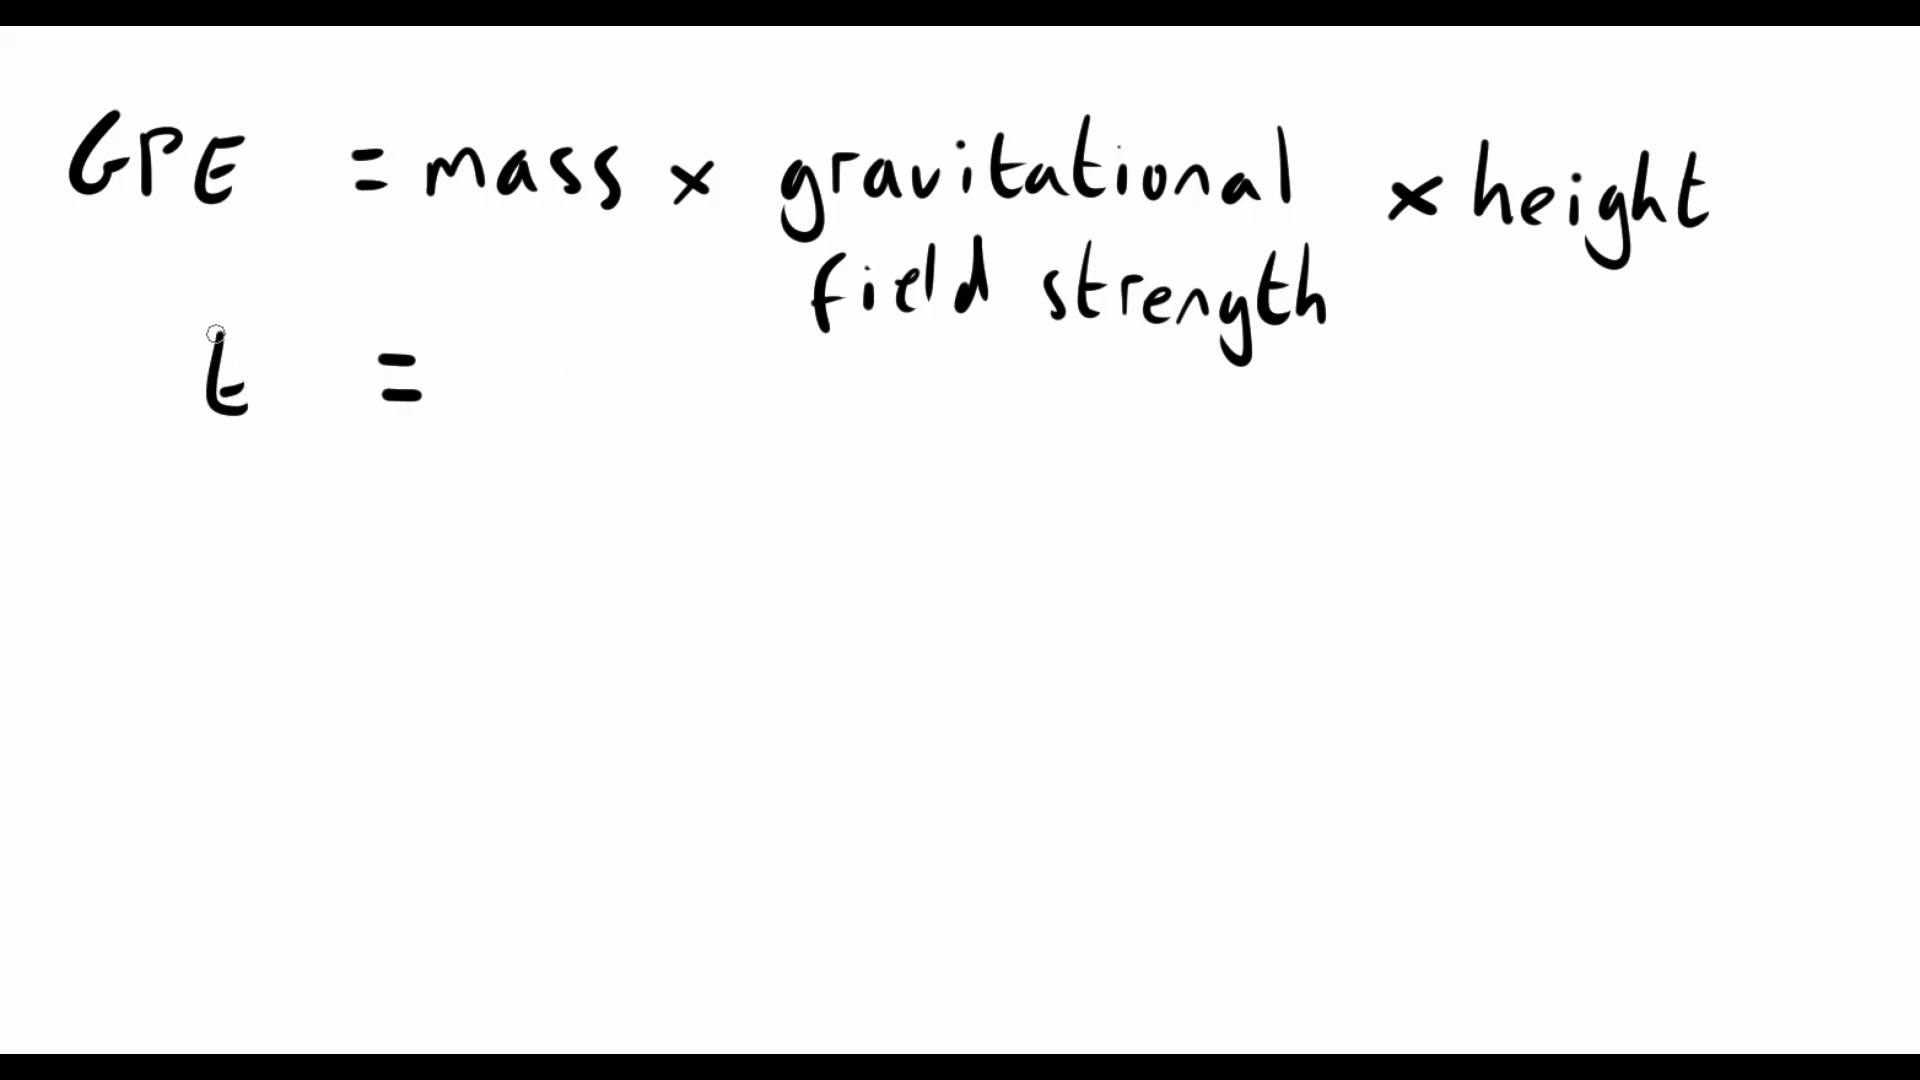 GPE = mass x gravitational x height
field strength
t =